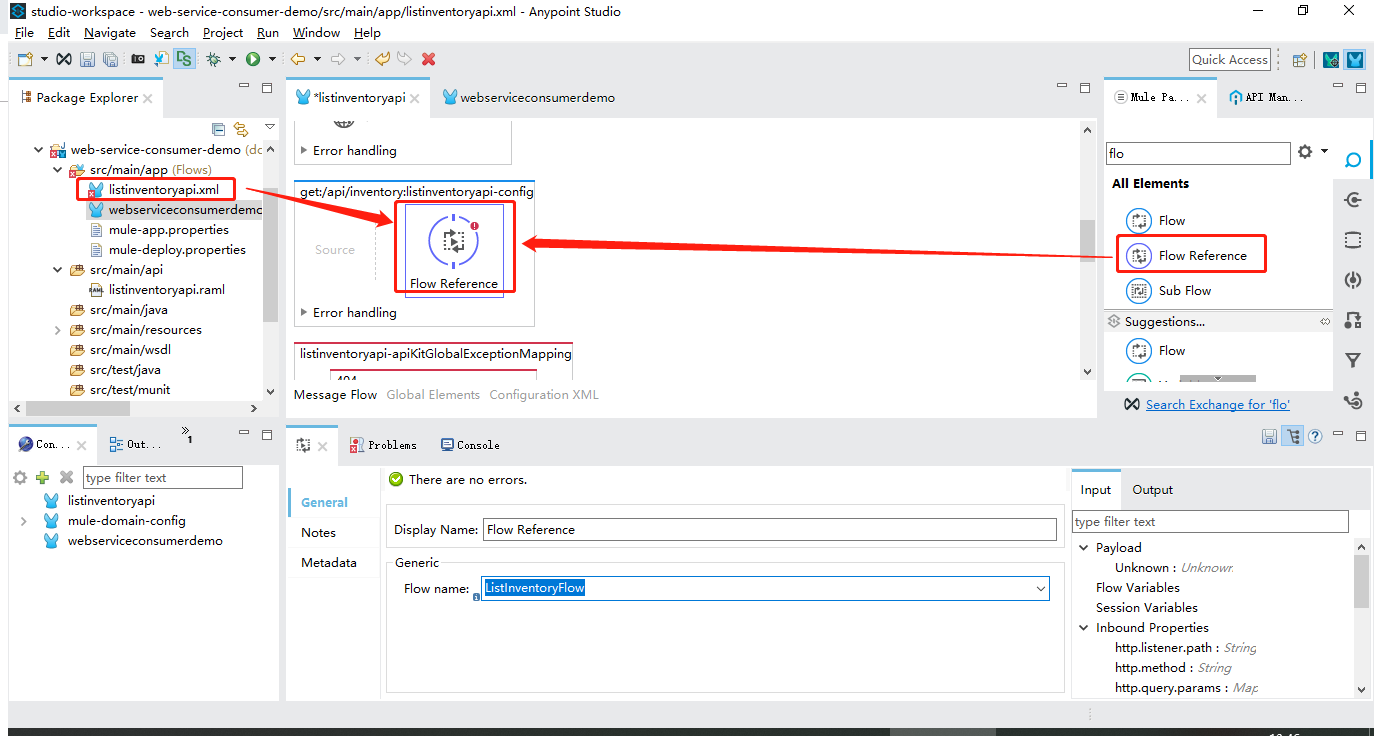 studio-workspace - web-service-consumer-demo/src/main/app/listinventoryapi.xml - Anypoint Studio
File Edit Navigate Search Project Run Window Help
Quick Access
Package Explorer
web-service-consumer-demo (do
src/main/app (Flows)
listinventoryapi.xml
webserviceconsumerdemo
mule-app.properties
mule-deploy.properties
src/main/api
listinventoryapi.raml
src/main/java
src/main/resources
src/main/wsdl
src/test/java
src/test/munit
*listinventoryapi
webserviceconsumerdemo
Error handling
get:/api/inventory:listinventoryapi-config
Source
Flow Reference
Error handling
listinventoryapi-apiKitGlobalExceptionMapping
404
Message Flow Global Elements Configuration XML
Mule Pa...
API Man...
flo
All Elements
Flow
Flow Reference
Sub Flow
Suggestions...
Flow
Search Exchange for 'flo'
Con...
Out...
1
type filter text
listinventoryapi
mule-domain-config
webserviceconsumerdemo
Problems
Console
There are no errors.
General
Notes
Metadata
Display Name: Flow Reference
Generic
Flow name: ListInventoryFlow
Input Output
type filter text
Payload
Unknown : Unknown
Flow Variables
Session Variables
Inbound Properties
http.listener.path : String
http.method : String
http.query.params : Map